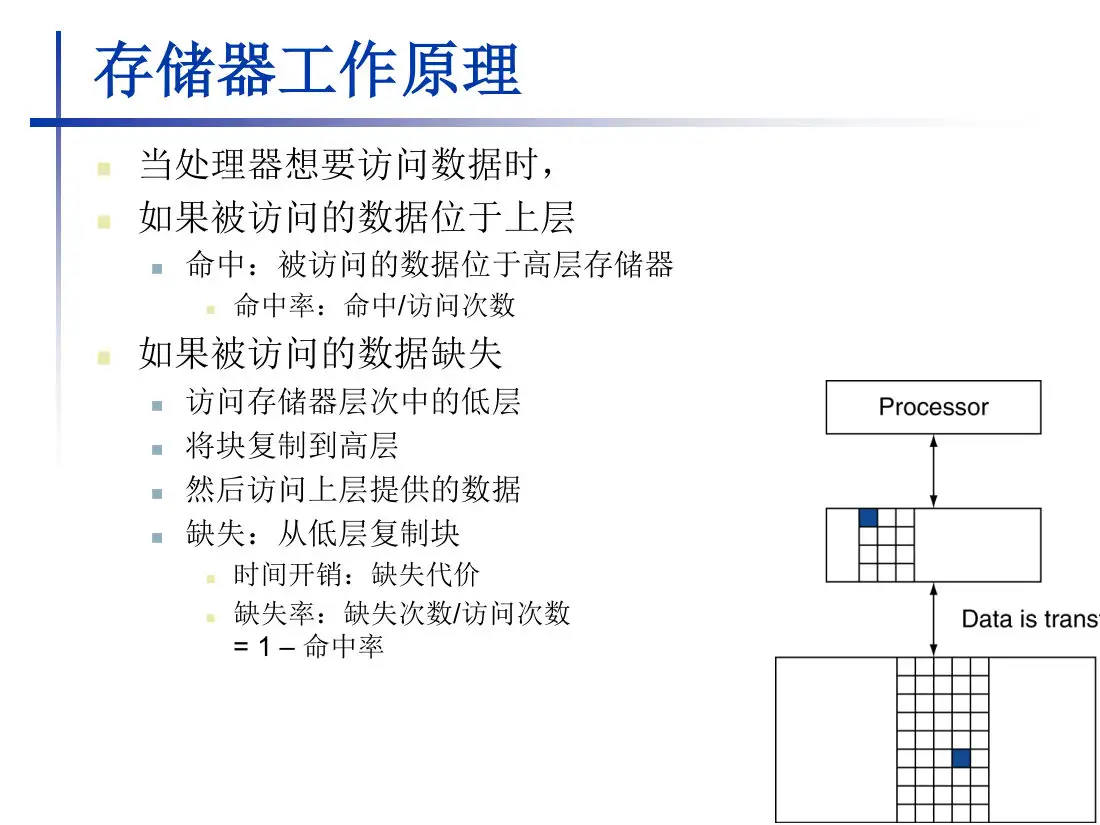 存储器工作原理
当处理器想要访问数据时，
如果被访问的数据位于上层
命中：被访问的数据位于高层存储器
命中率：命中/访问次数
如果被访问的数据缺失
访问存储器层次中的低层
将块复制到高层
然后访问上层提供的数据
缺失：从低层复制块
时间开销：缺失代价
缺失率：缺失次数/访问次数
= 1 – 命中率
Processor
Data is